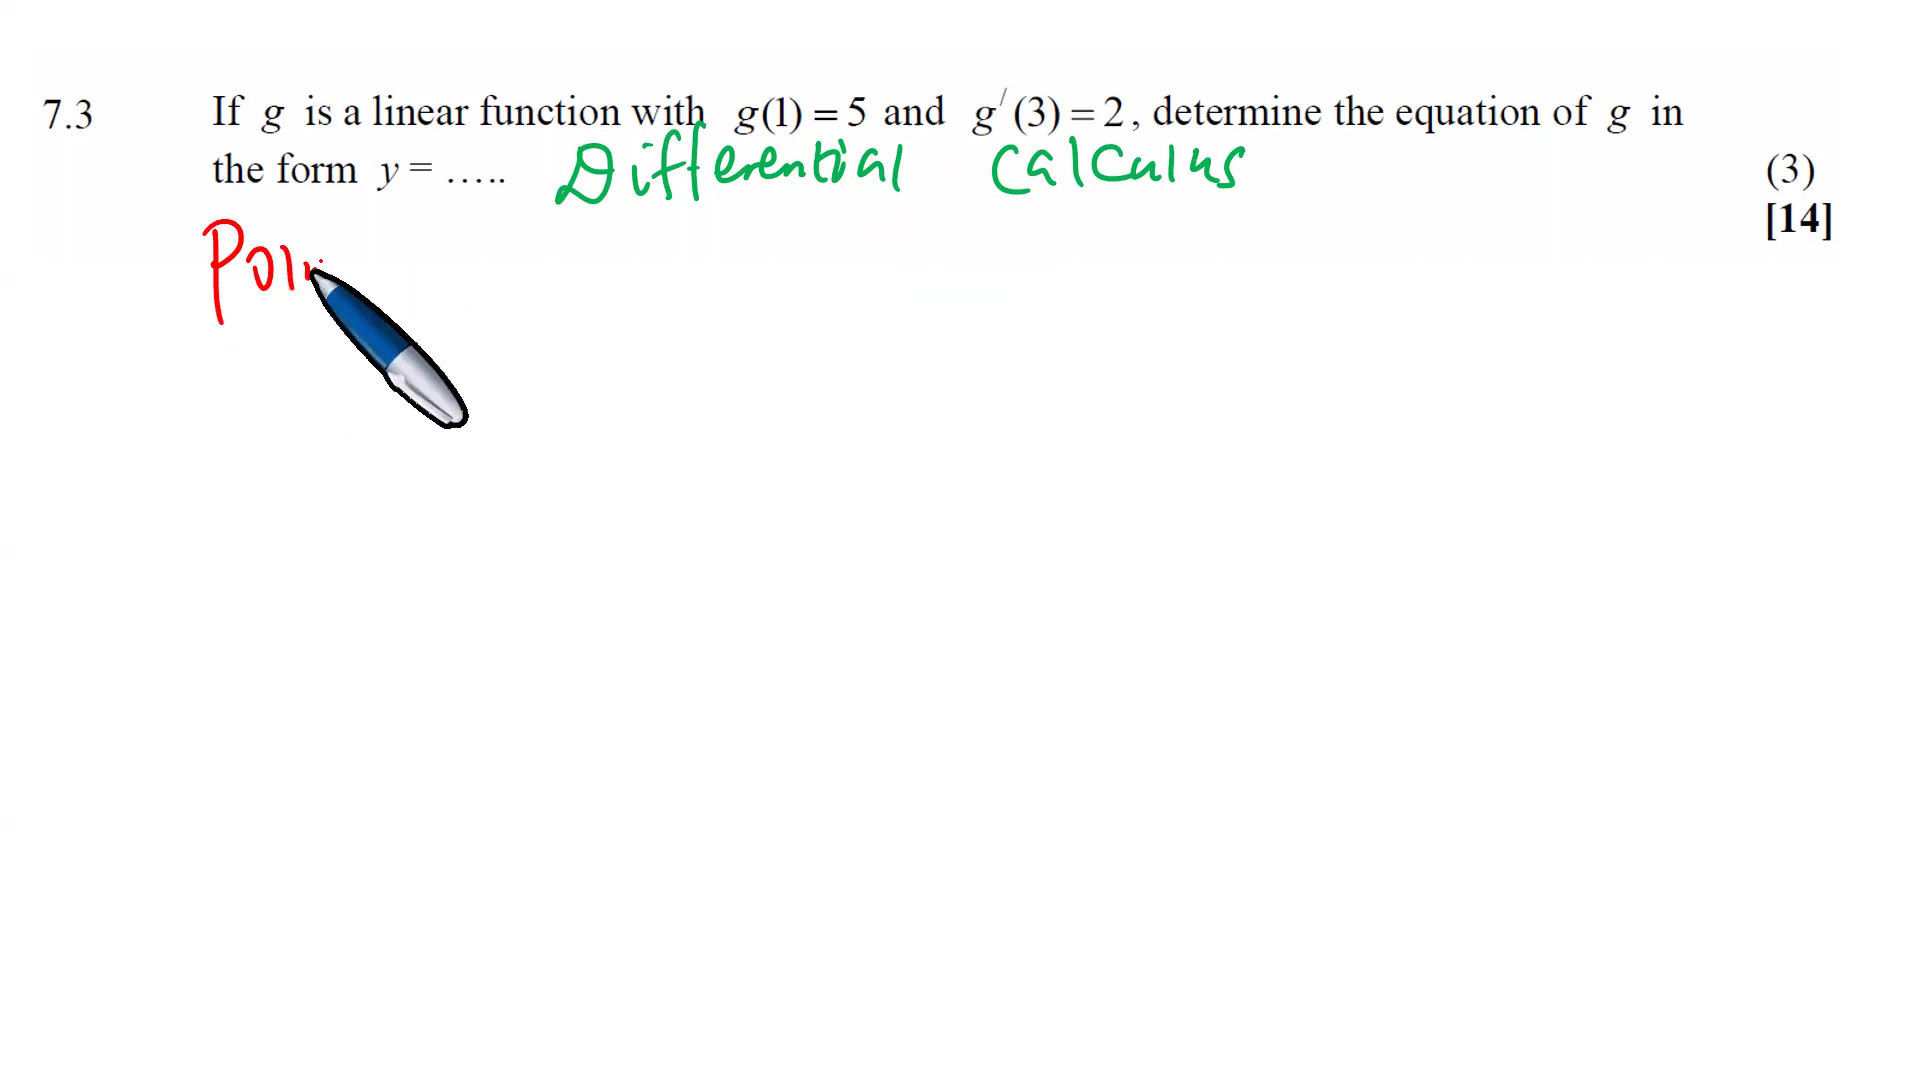 7.3 If g is a linear function with g(1) = 5 and g′(3) = 2, determine the equation of g in
the form y = ..... Differential Calculus (3)
[14]
Poin